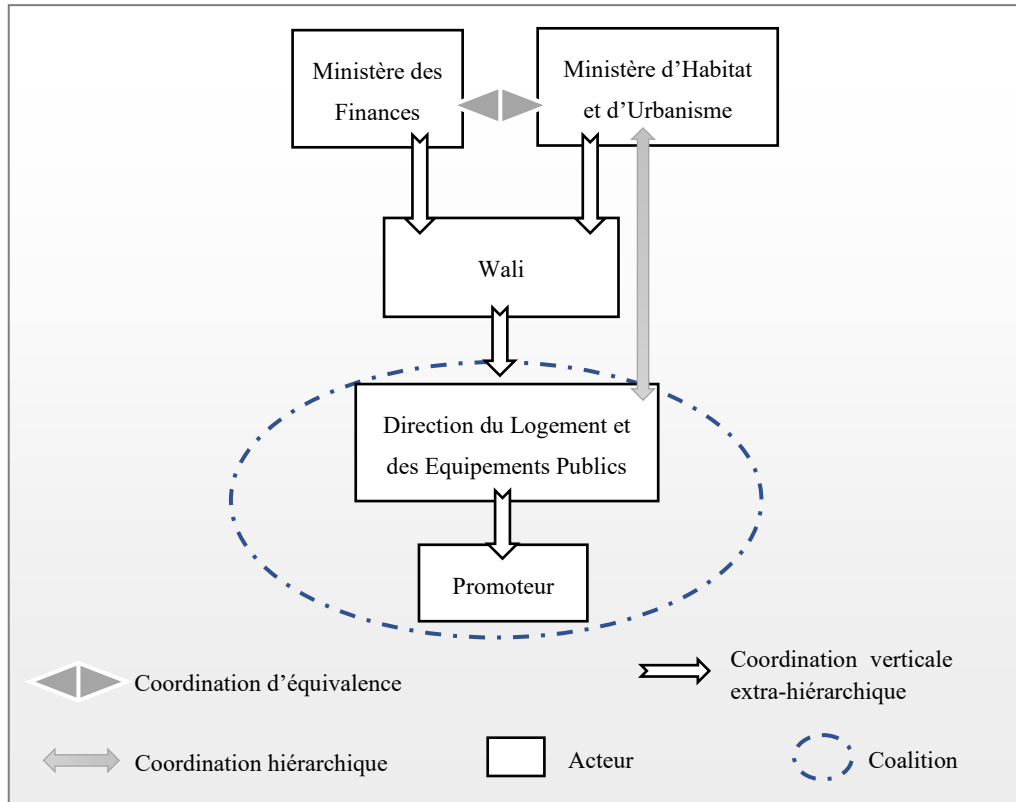 Ministère des
Finances
Ministère d’Habitat
et d’Urbanisme
Wali
Direction du Logement et
des Equipements Publics
Promoteur
Coordination d’équivalence
Coordination verticale
extra-hiérarchique
Coordination hiérarchique
Acteur
Coalition